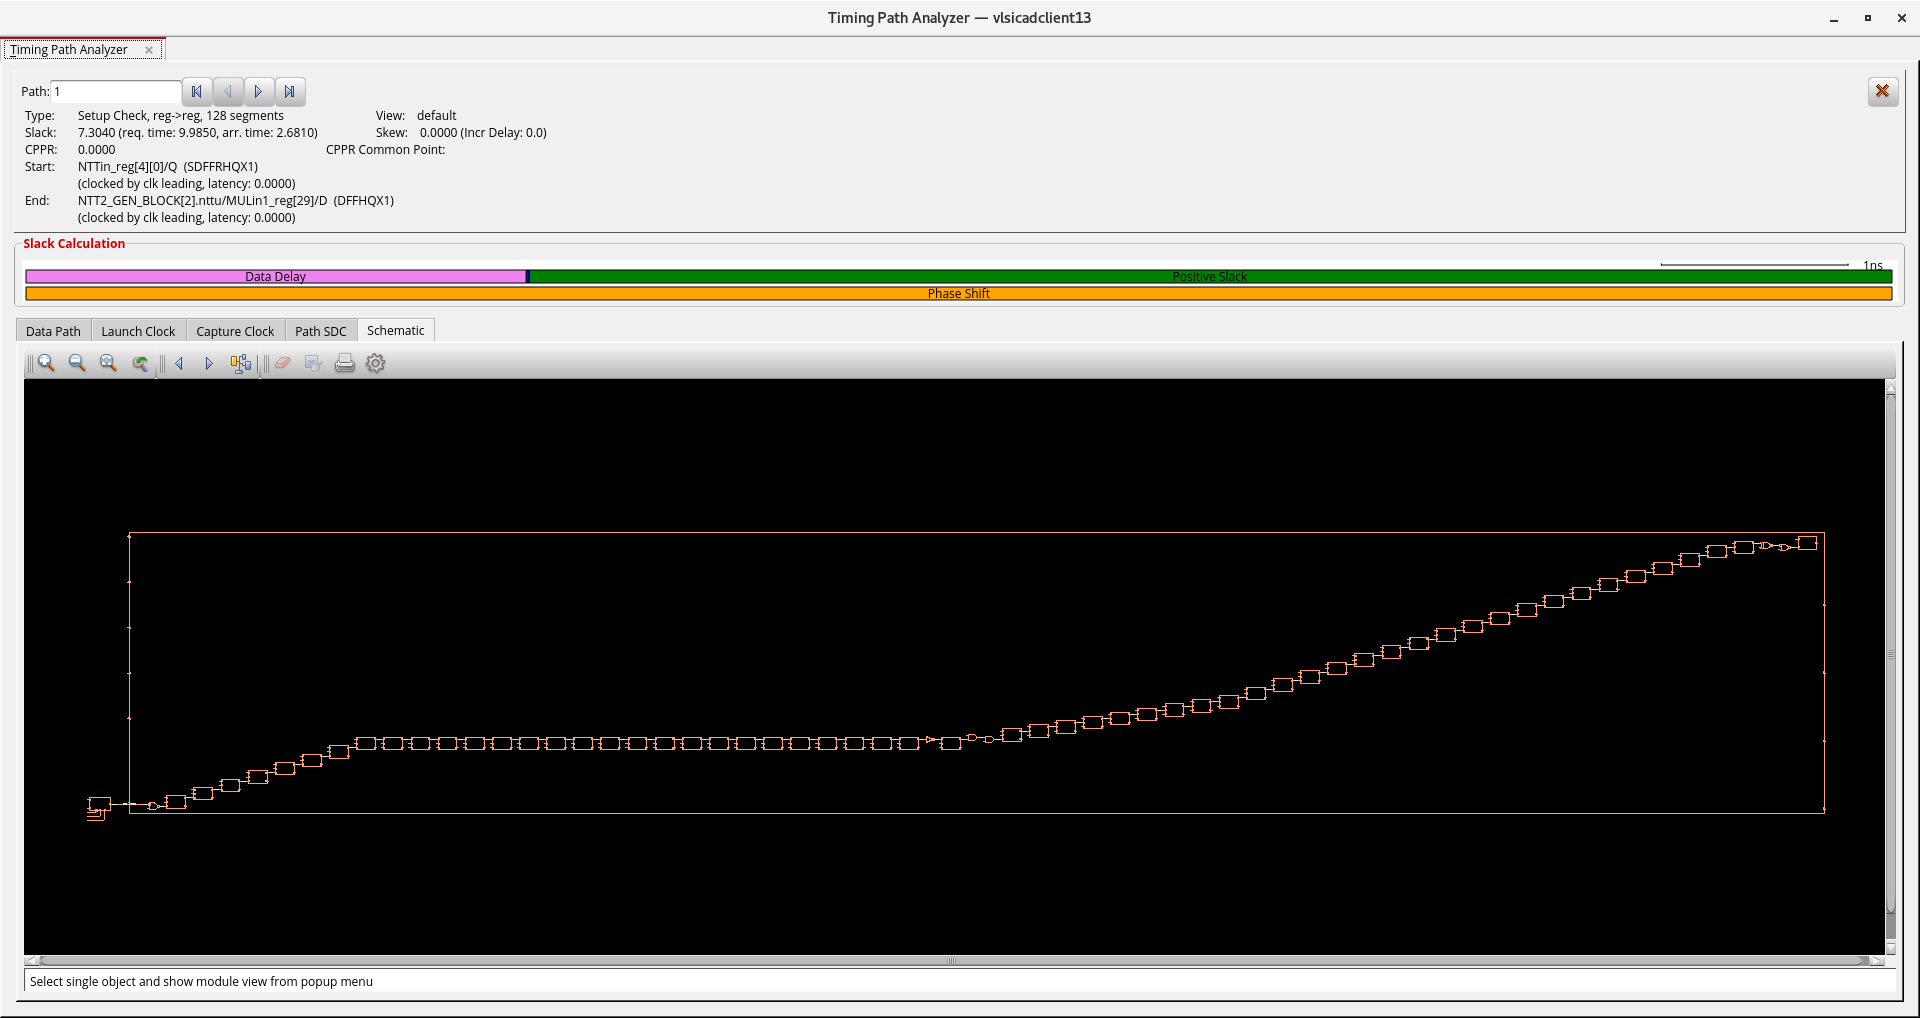 Timing Path Analyzer — vlsicadclient13
Timing Path Analyzer
Path: 1
Type: Setup Check, reg->reg, 128 segments View: default
Slack: 7.3040 (req. time: 9.9850, arr. time: 2.6810) Skew: 0.0000 (Incr Delay: 0.0)
CPPR: 0.0000 CPPR Common Point:
Start: NTTin_reg[4][0]/Q (SDFFRHQX1)
(clocked by clk leading, latency: 0.0000)
End: NTT2_GEN_BLOCK[2].nttu/MULin1_reg[29]/D (DFFHQX1)
(clocked by clk leading, latency: 0.0000)
Slack Calculation
1ns
Data Delay Positive Slack
Phase Shift
Data Path Launch Clock Capture Clock Path SDC Schematic
Select single object and show module view from popup menu